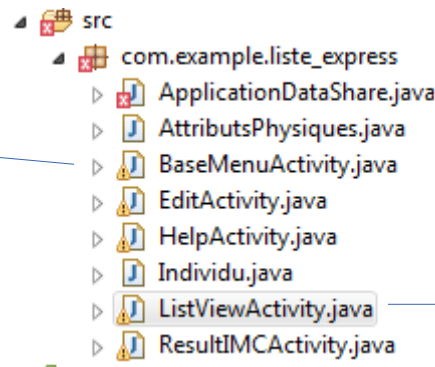 src
com.example.liste_express
ApplicationDataShare.java
AttributsPhysiques.java
BaseMenuActivity.java
EditActivity.java
HelpActivity.java
Individu.java
ListViewActivity.java
ResultIMCActivity.java